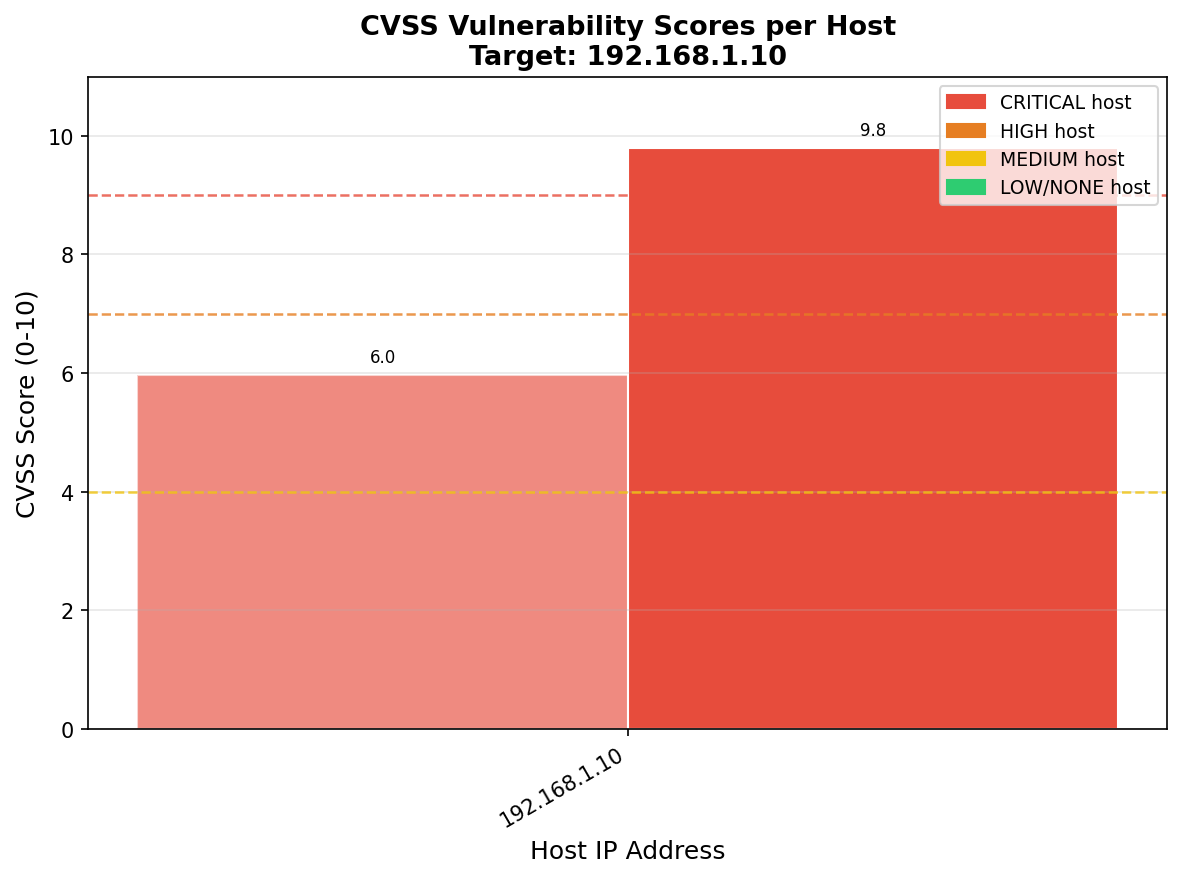 CVSS Vulnerability Scores per Host
Target: 192.168.1.10
CVSS Score (0-10)
10
8
6
4
2
0
6.0
9.8
CRITICAL host
HIGH host
MEDIUM host
LOW/NONE host
192.168.1.10
Host IP Address